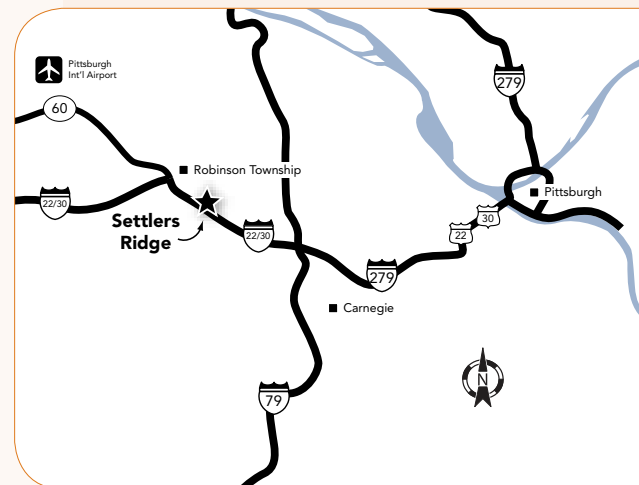 Pittsburgh
Int'l Airport
279
60
Robinson Township
Pittsburgh
22/30
Settlers
Ridge
22/30
30
22
279
Carnegie
N
79